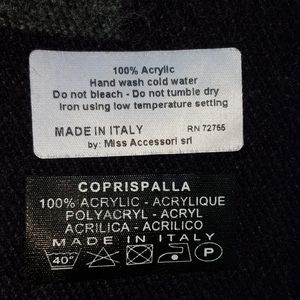 100% Acrylic
Hand wash cold water
Do not bleach - Do not tumble dry
Iron using low temperature setting
MADE IN ITALY RN 72755
by: Miss Accessori srl
COPRISPALLA
100% ACRYLIC - ACRYLIQUE
POLYACRYL - ACRYL
ACRILICA - ACRILICO
MADE IN ITALY
40° P